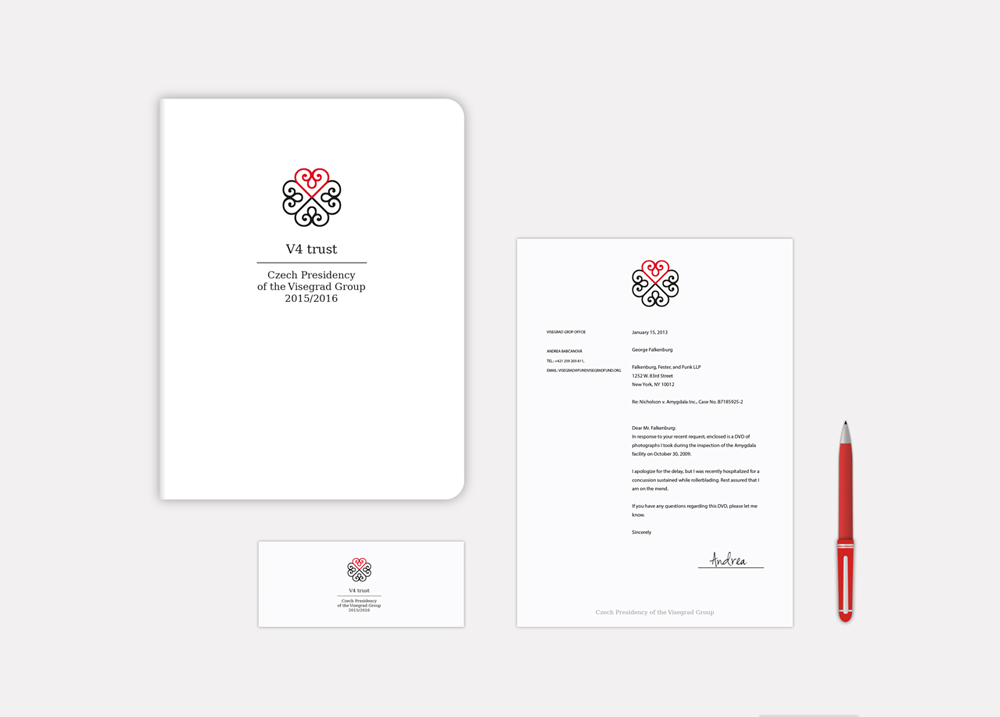 V4 trust
Czech Presidency
of the Visegrad Group
2015/2016
VISEGRAD GROP OFFCIE
ANDREA BABČANOVÁ
TEL.: +421 259 203 811,
EMAIL: VISEGRADVIFUND@VISEGRADFUND.ORG
January 15, 2013
George Falkenburg
Falkenburg, Fester, and Funk LLP
1252 W. 83rd Street
New York, NY 10012
Re: Nicholson v. Amygdala Inc., Case No. B7185925-2
Dear Mr. Falkenburg:
In response to your recent request, enclosed is a DVD of
photographs I took during the inspection of the Amygdala
facility on October 30, 2009.
I apologize for the delay, but I was recently hospitalized for a
concussion sustained while rollerblading. Rest assured that I
am on the mend.
If you have any questions regarding this DVD, please let me
know.
Sincerely
Andrea
Czech Presidency of the Visegrad Group
V4 trust
Czech Presidency
of the Visegrad Group
2015/2016